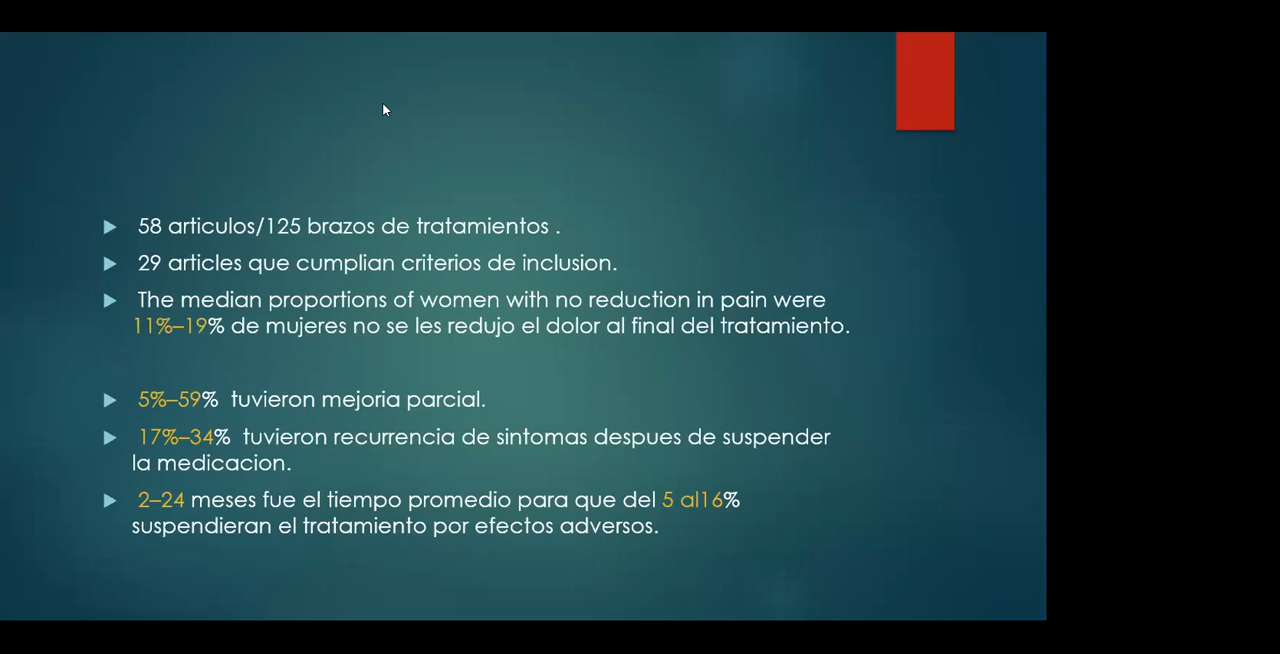 58 articulos/125 brazos de tratamientos .
29 articles que cumplian criterios de inclusion.
The median proportions of women with no reduction in pain were
11%–19% de mujeres no se les redujo el dolor al final del tratamiento.
5%–59% tuvieron mejoria parcial.
17%–34% tuvieron recurrencia de sintomas despues de suspender
la medicacion.
2–24 meses fue el tiempo promedio para que del 5 al16%
suspendieran el tratamiento por efectos adversos.